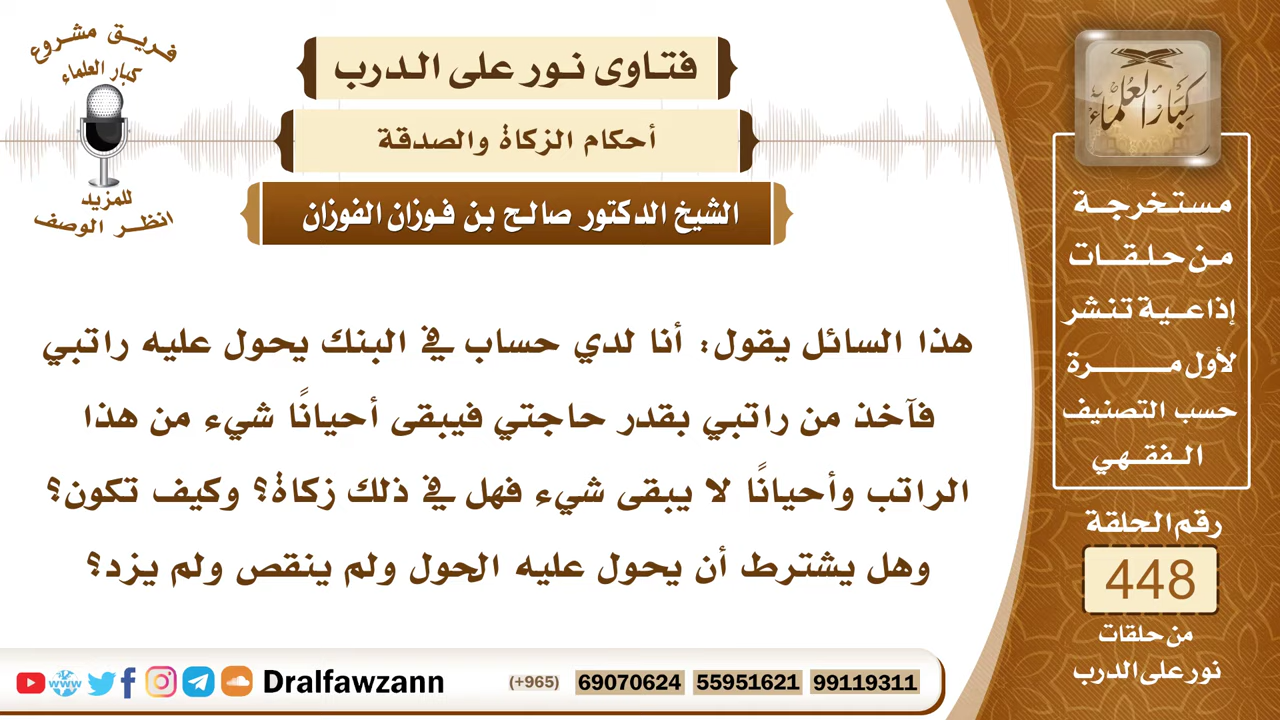 فريق مشروع
كبار العلماء
للمزيد
انظر الوصف
فتاوى نور على الدرب
أحكام الزكاة والصدقة
الشيخ الدكتور صالح بن فوزان الفوزان
هذا السائل يقول: أنا لدي حساب في البنك يحول عليه راتبي
فآخذ من راتبي بقدر حاجتي فيبقى أحيانًا شيء من هذا
الراتب وأحيانًا لا يبقى شيء فهل في ذلك زكاة؟ وكيف تكون؟
وهل يشترط أن يحول عليه الحول ولم ينقص ولم يزد؟
كبار العلماء
مستخرجة
من حلقات
إذاعية تنشر
لأول مرة
حسب التصنيف
الفقهي
رقم الحلقة
448
من حلقات
نور على الدرب
www
Dralfawzann
(+965) 69070624 55951621 99119311